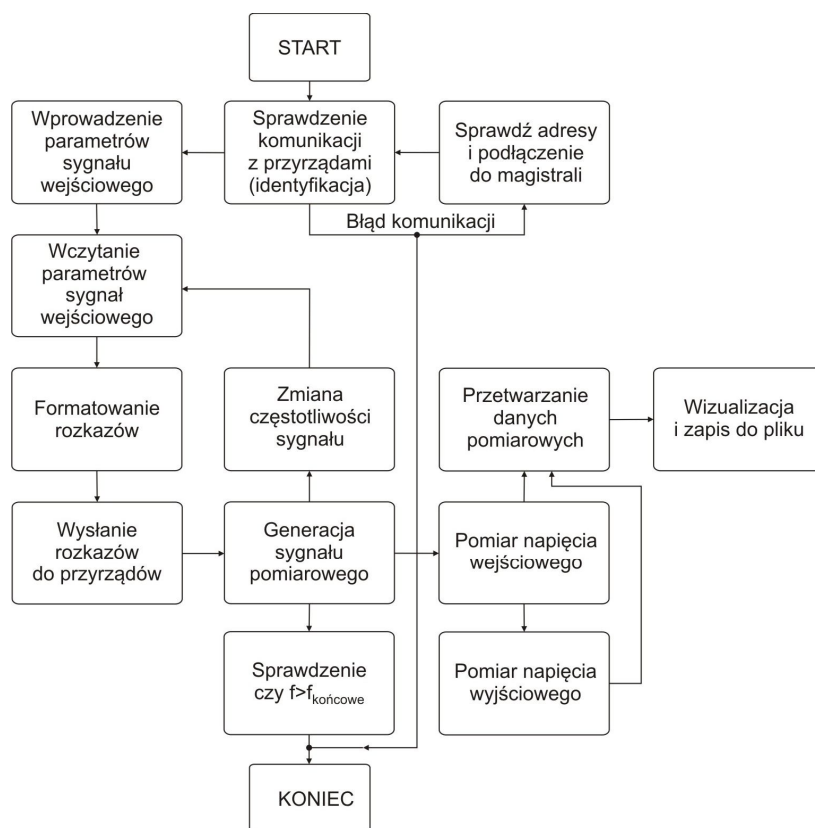 START
Wprowadzenie
parametrów
sygnału
wejściowego
Sprawdzenie
komunikacji
z przyrządami
(identyfikacja)
Sprawdź adresy
i podłączenie
do magistrali
Błąd komunikacji
Wczytanie
parametrów
sygnał
wejściowego
Formatowanie
rozkazów
Zmiana
częstotliwości
sygnału
Przetwarzanie
danych
pomiarowych
Wizualizacja
i zapis do pliku
Wysłanie
rozkazów
do przyrządów
Generacja
sygnału
pomiarowego
Pomiar napięcia
wejściowego
Sprawdzenie
czy f>fkońcowe
Pomiar napięcia
wyjściowego
KONIEC